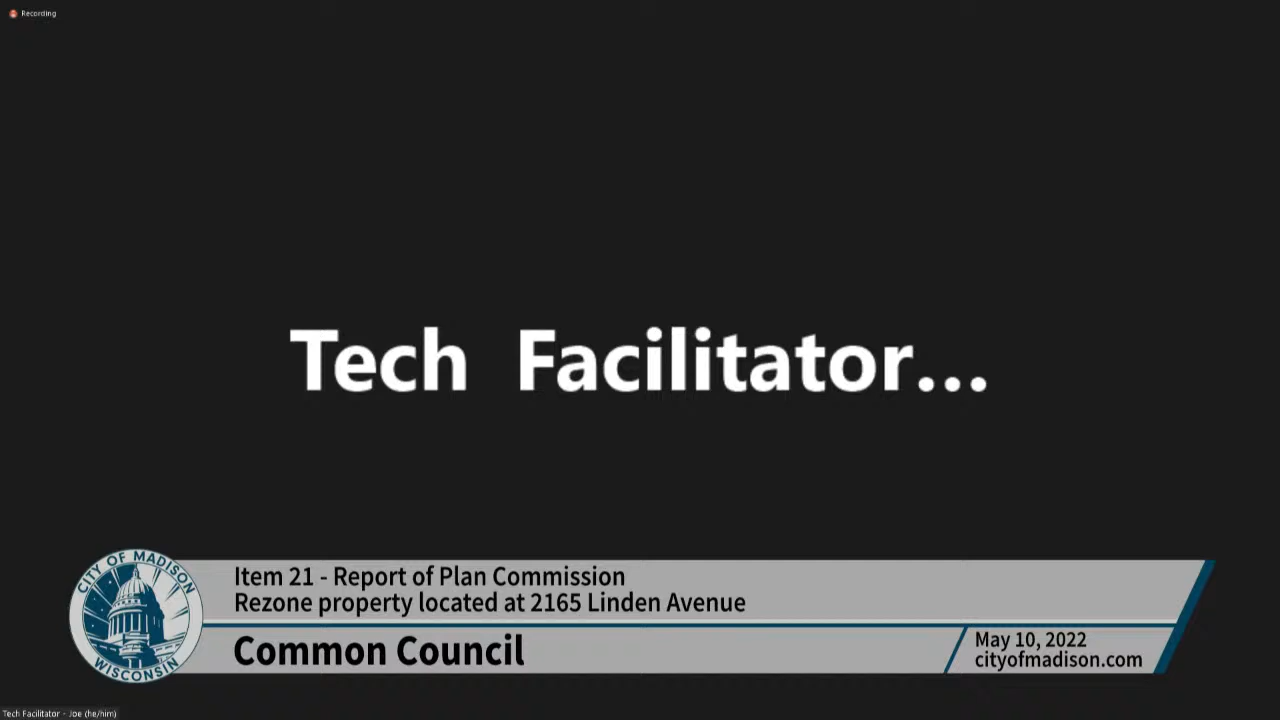 Recording
Tech Facilitator...
CITY OF MADISON
WISCONSIN
Item 21 - Report of Plan Commission
Rezone property located at 2165 Linden Avenue
Common Council
May 10, 2022
cityofmadison.com
Tech Facilitator - Joe (he/him)